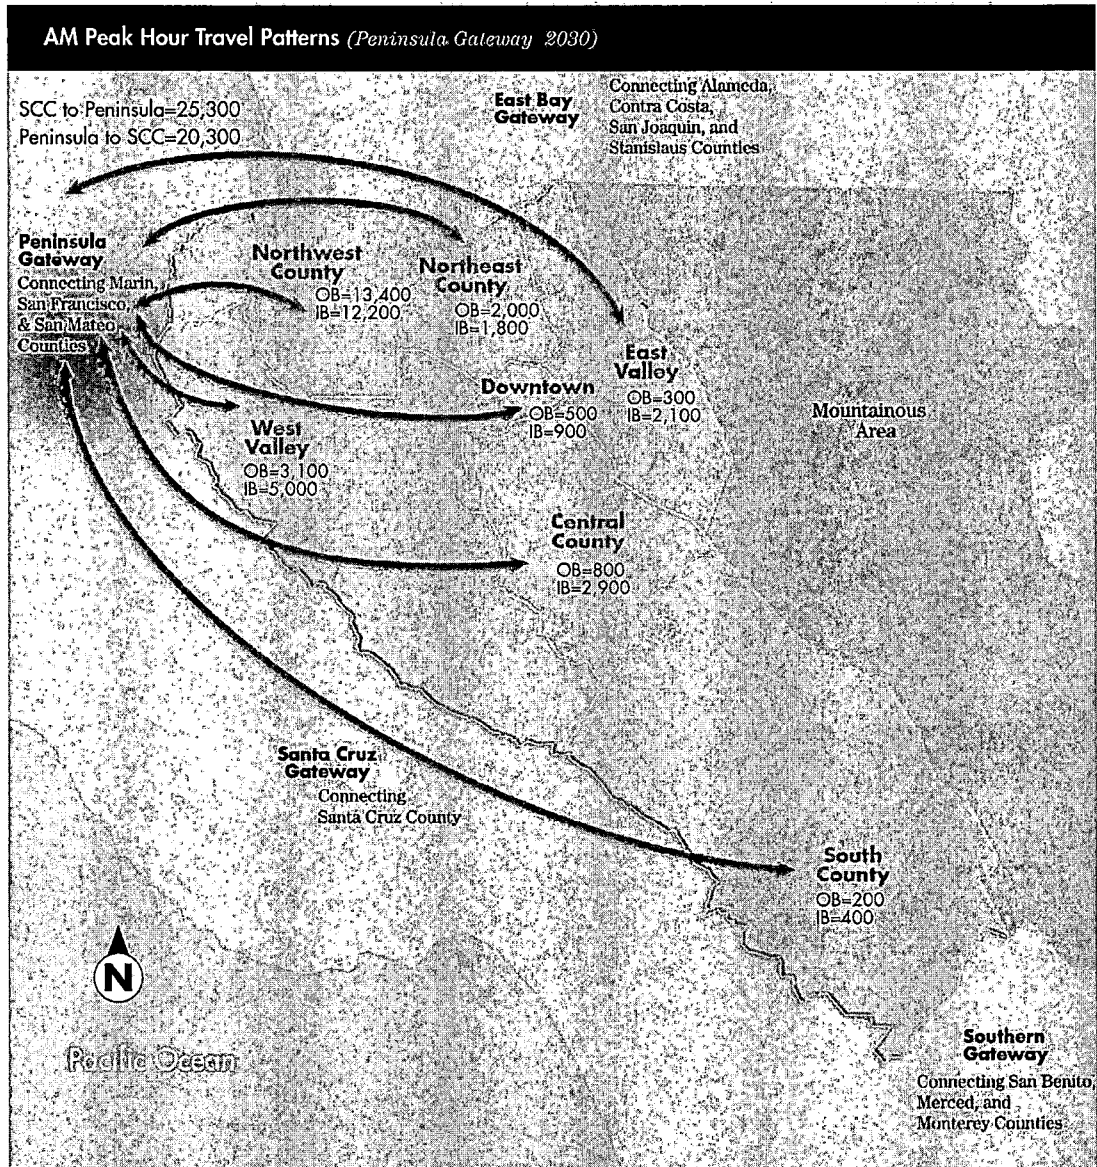 AM Peak Hour Travel Patterns (Peninsula Gateway 2030)
SCC to Peninsula=25,300
Peninsula to SCC=20,300
East Bay
Gateway
Connecting Alameda,
Contra Costa,
San Joaquin, and
Stanislaus Counties
Peninsula
Gateway
Connecting Marin,
San Francisco,
& San Mateo
Counties
Northwest
County
OB=13,400
IB=12,200
Northeast
County
OB=2,000
IB=1,800
East
Valley
OB=300
IB=2,100
Downtown
OB=500
IB=900
Mountainous
Area
West
Valley
OB=3,100
IB=5,000
Central
County
OB=800
IB=2,900
Santa Cruz
Gateway
Connecting
Santa Cruz County
South
County
OB=200
IB=400
N
Pacific Ocean
Southern
Gateway
Connecting San Benito,
Merced, and
Monterey Counties